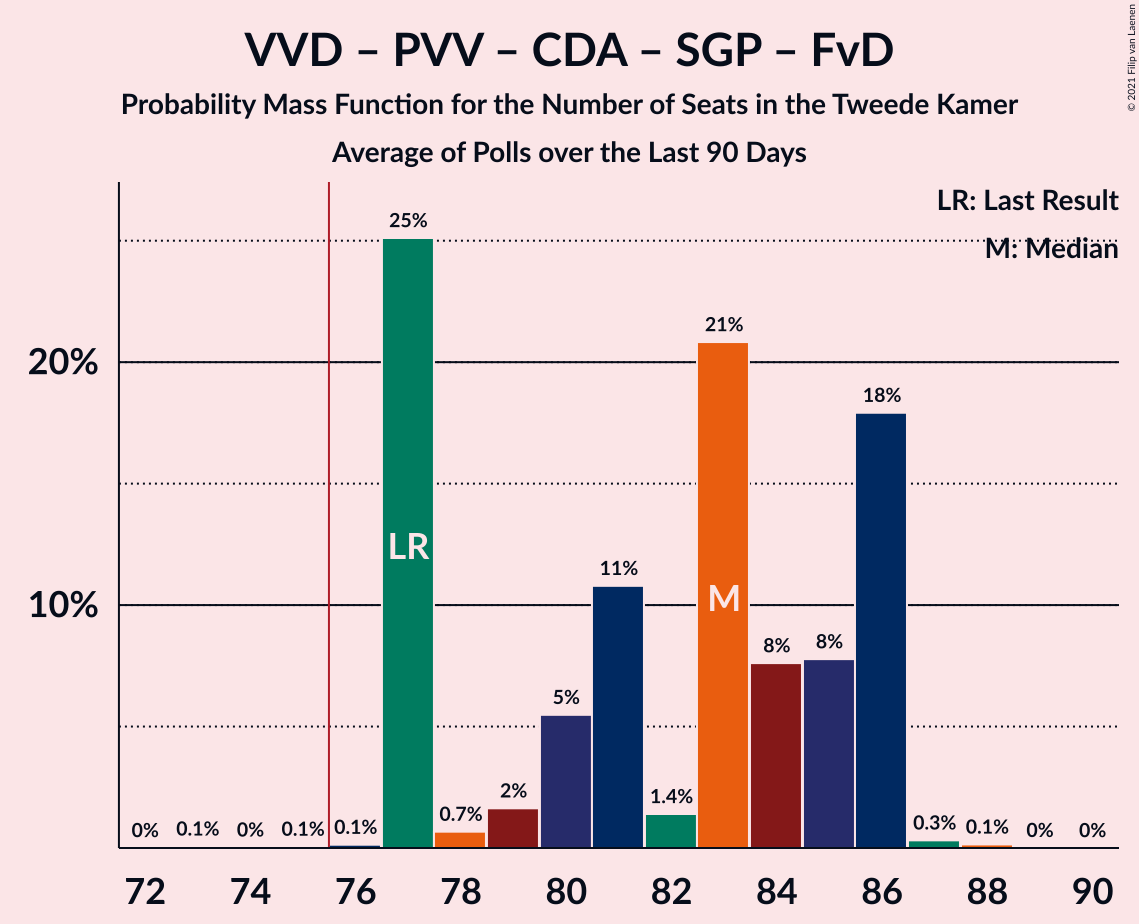 VVD – PVV – CDA – SGP – FvD
Probability Mass Function for the Number of Seats in the Tweede Kamer
Average of Polls over the Last 90 Days
© 2021 Filip van Laenen
LR: Last Result
M: Median
20%
10%
0%
0.1%
0%
0.1%
0.1%
25%
0.7%
2%
5%
11%
1.4%
21%
8%
8%
18%
0.3%
0.1%
0%
0%
LR
M
72 74 76 78 80 82 84 86 88 90